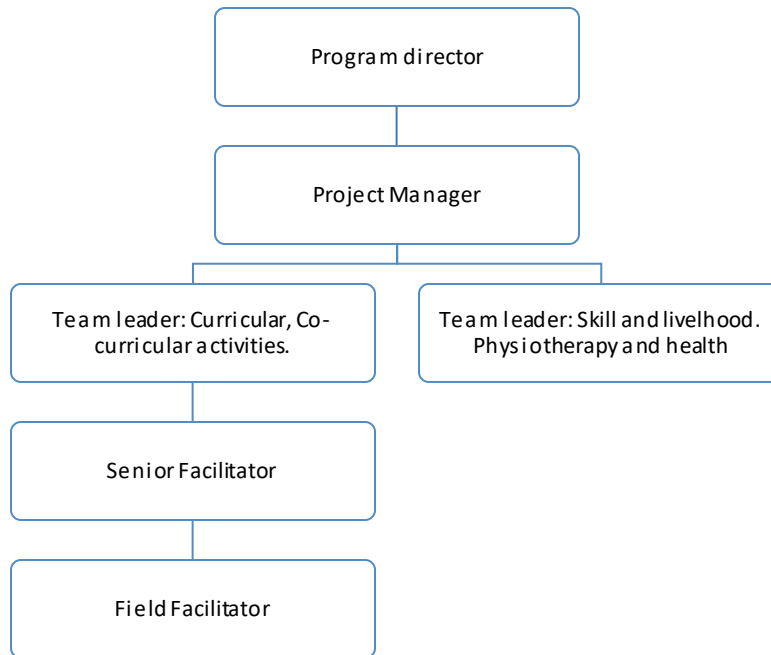 Program director
Project Manager
Team leader: Curricular, Co-
curricular activities.
Team leader: Skill and livelhood.
Physiotherapy and health
Senior Facilitator
Field Facilitator